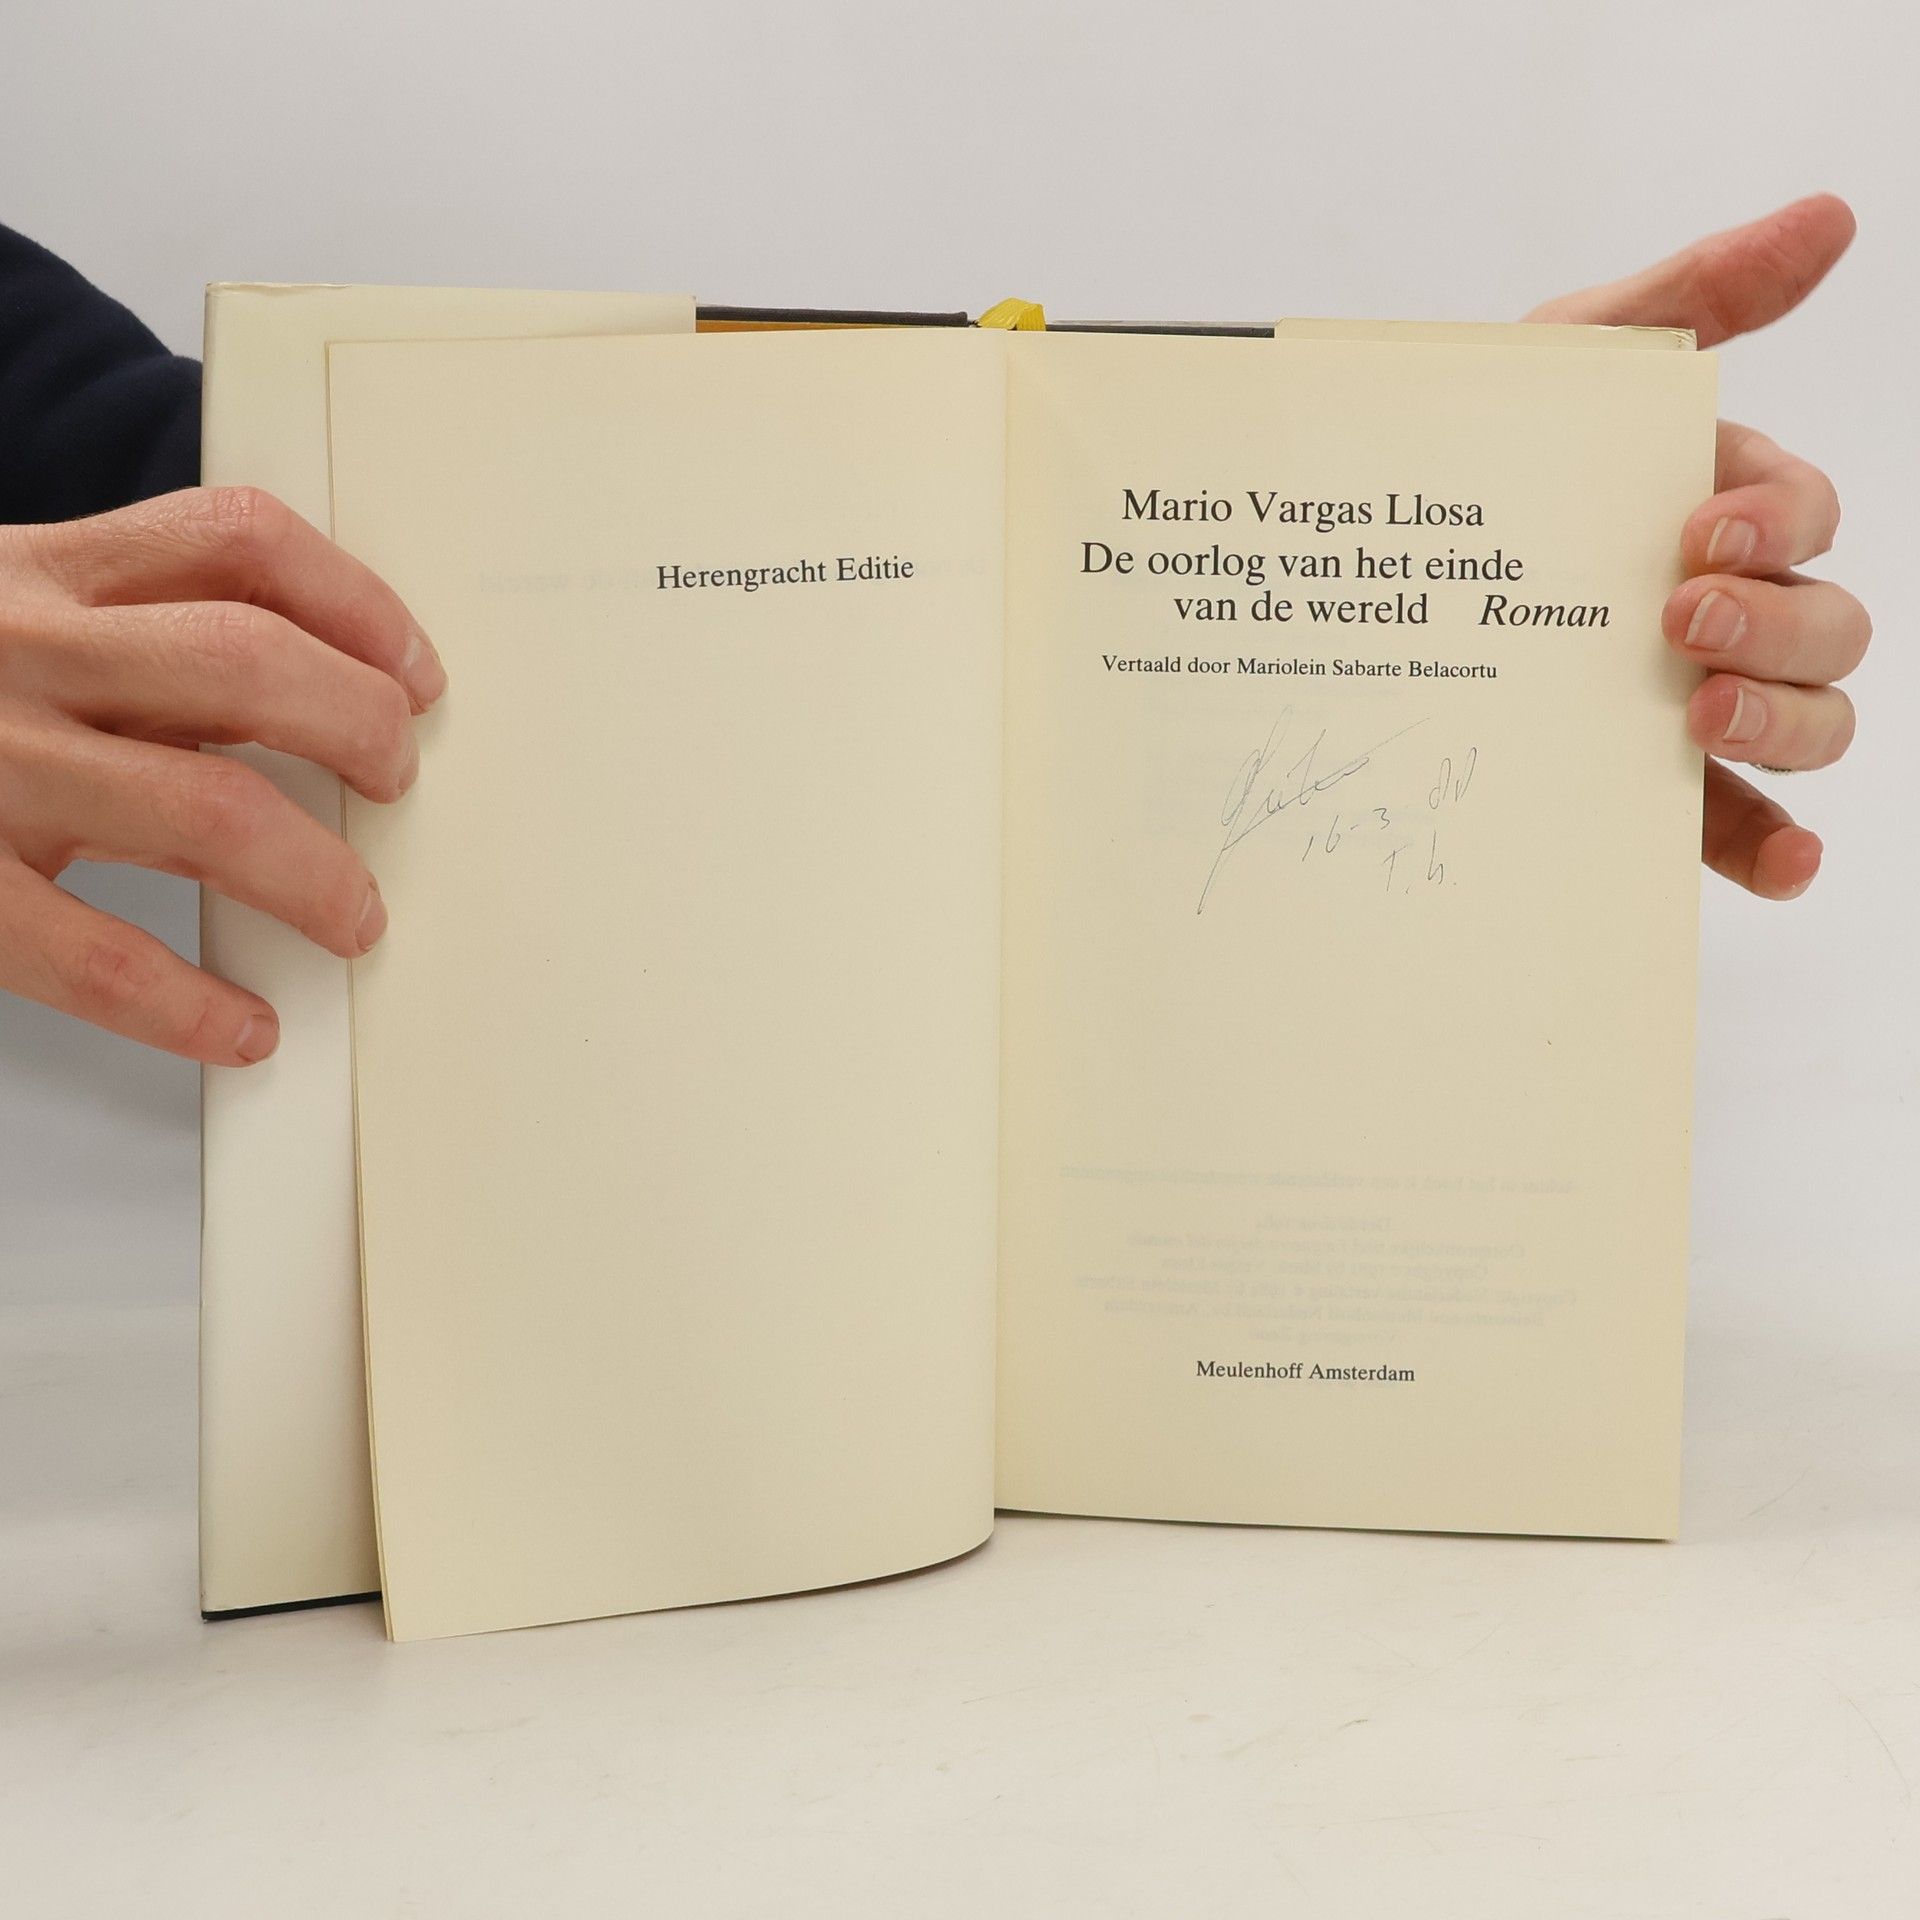 Herengracht Editie
Mario Vargas Llosa
De oorlog van het einde
van de wereld Roman
Vertaald door Mariolein Sabarte Belacortu
16-3
T.h.
Meulenhoff Amsterdam